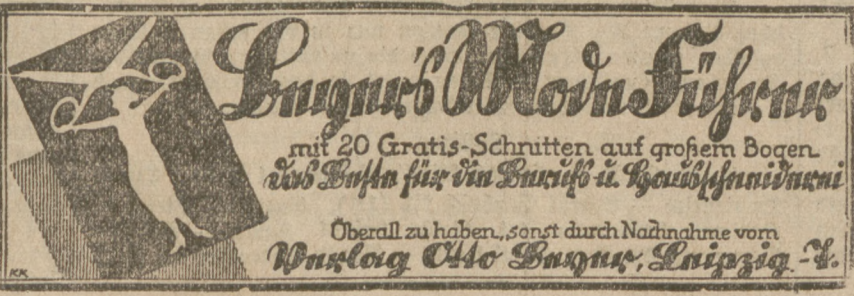 Beyer's Mode Führer
mit 20 Gratis-Schnitten auf großem Bogen
das Beste für die Berufs u. Hausschneiderei
Überall zu haben, sonst durch Nachnahme vom
Verlag Otto Beyer, Leipzig-T.
KK